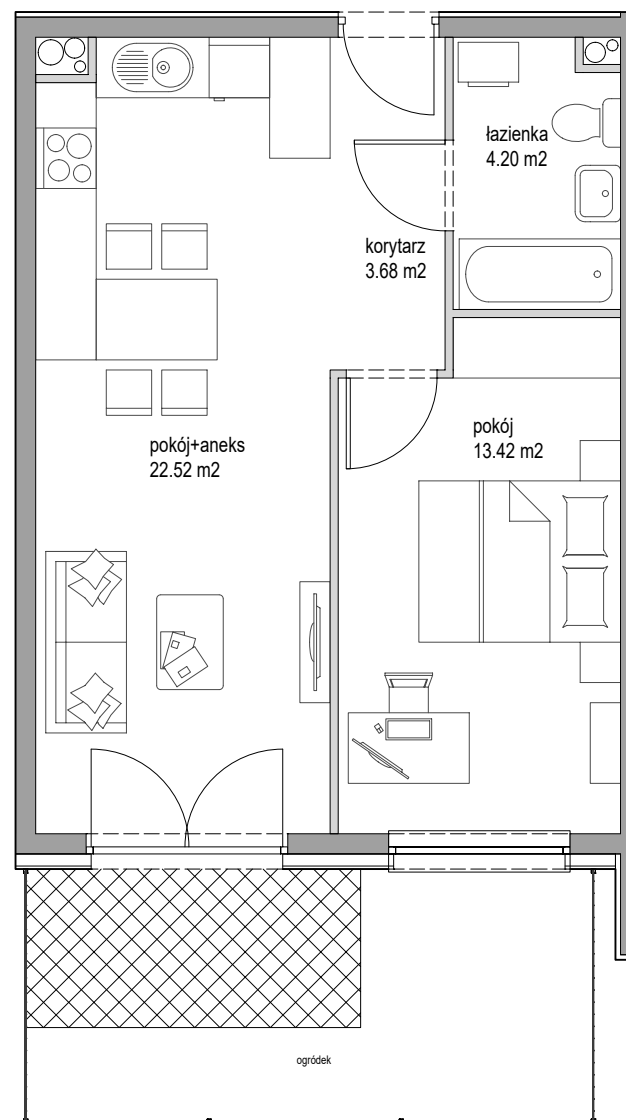 łazienka
4.20 m2
korytarz
3.68 m2
pokój
13.42 m2
pokój+aneks
22.52 m2
ogródek